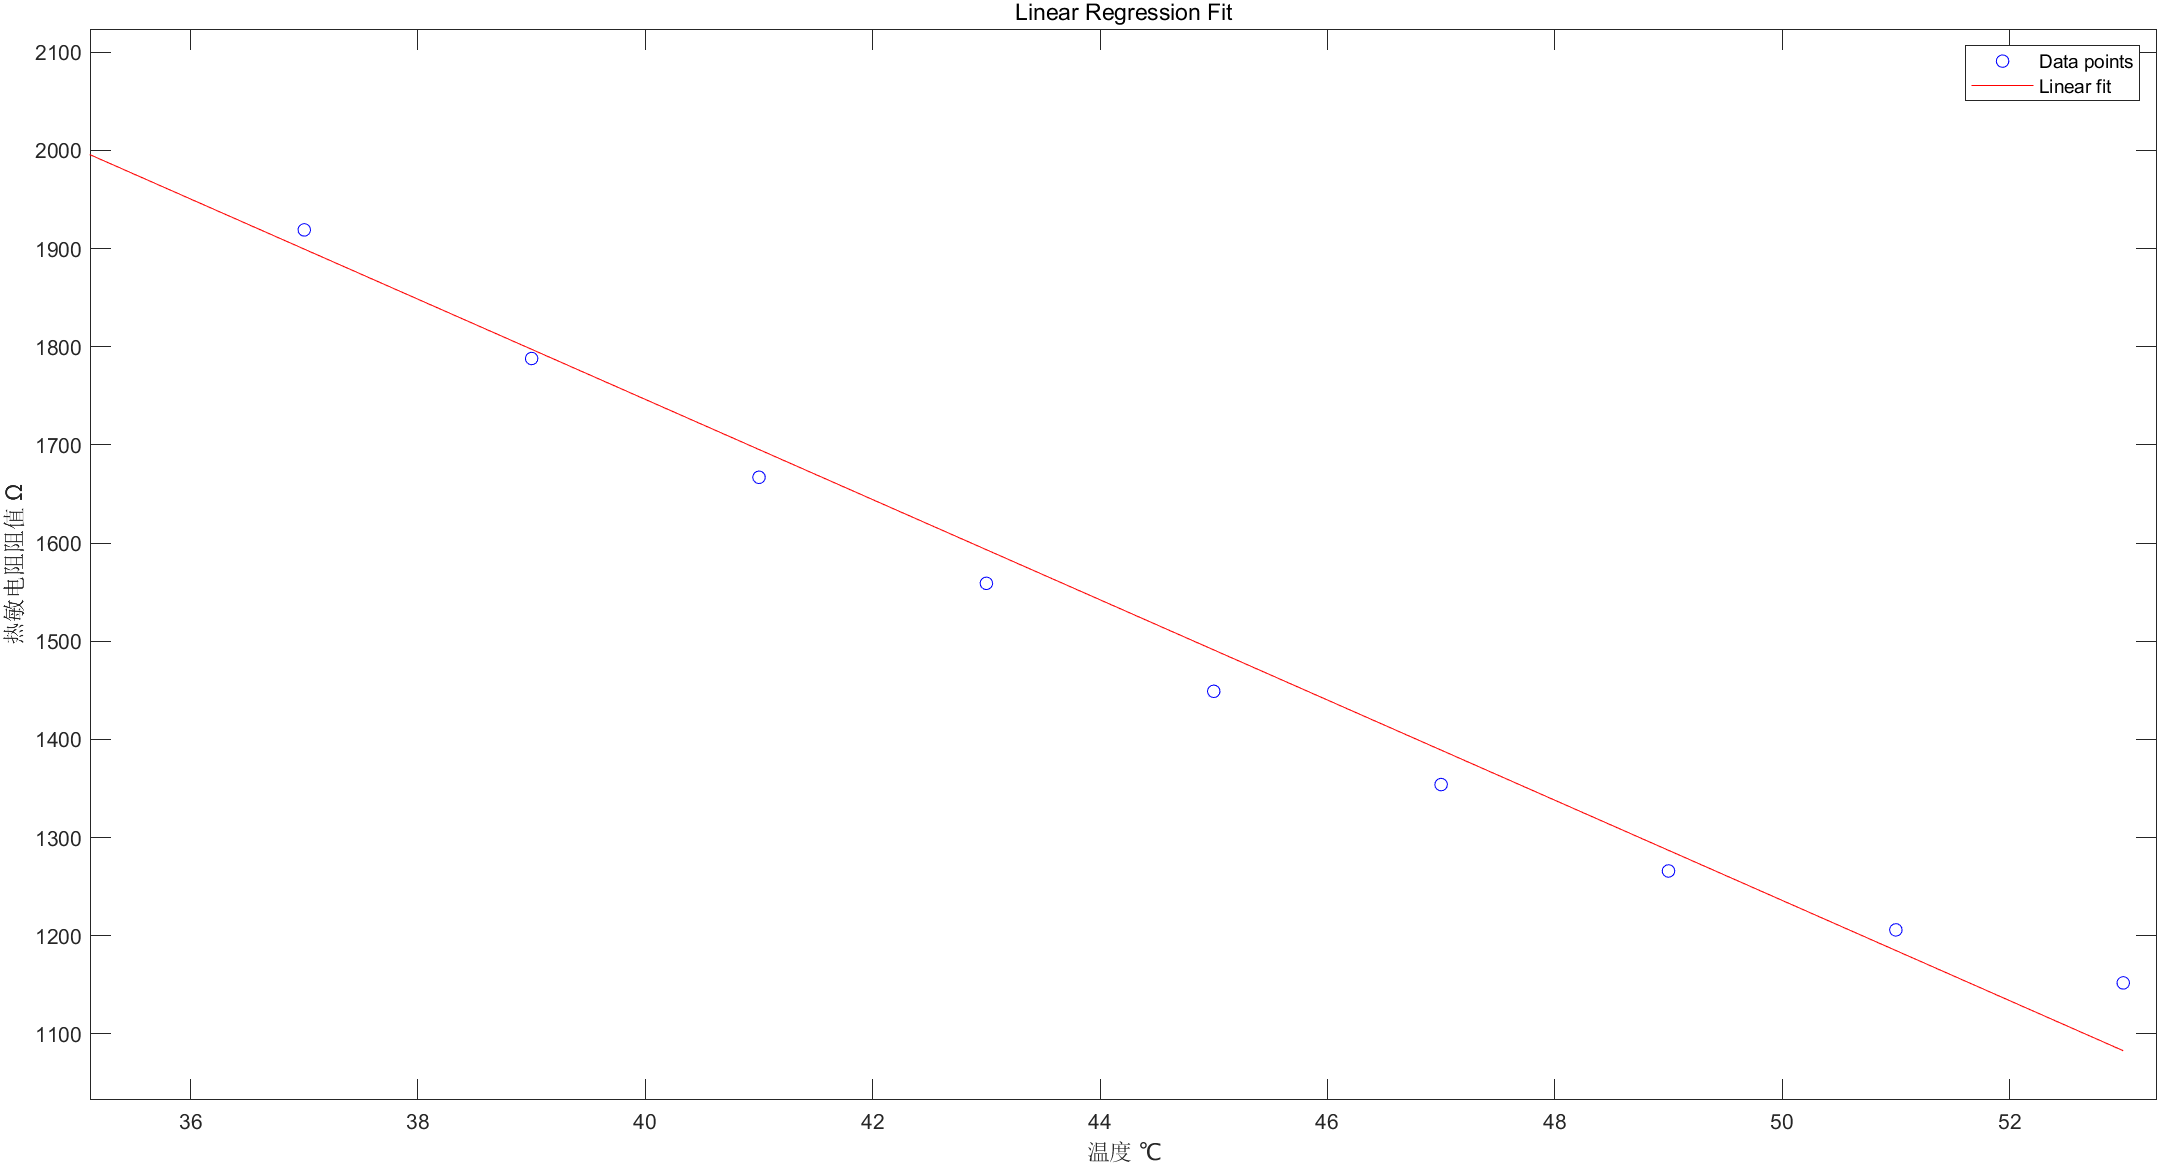 Linear Regression Fit
2100
2000
1900
1800
1700
1600
1500
1400
1300
1200
1100
热敏电阻阻值 Ω
Data points
Linear fit
36 38 40 42 44 46 48 50 52
温度 ℃